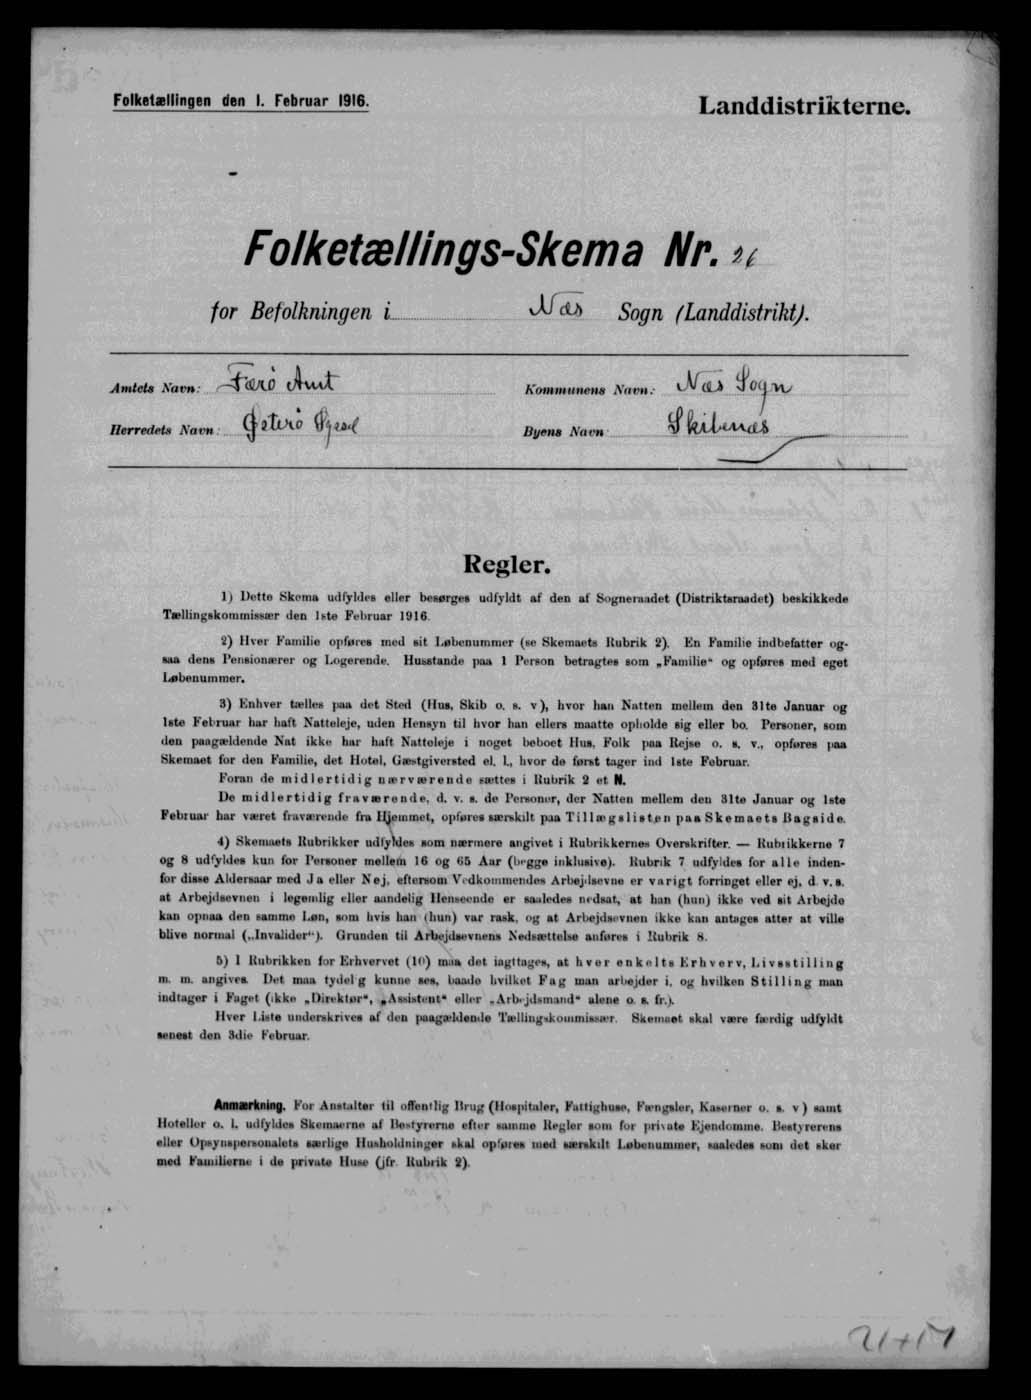 Folketællingen den 1. Februar 1916.
Landdistrikterne.
Folketællings-Skema Nr. 26
for Befolkningen i Næs Sogn (Landdistrikt).
Amtets Navn: Færö Amt
Kommunens Navn: Næs Sogn
Herredets Navn: Østerö Syssel
Byens Navn: Skibenæs
Regler.
1) Dette Skema udfyldes eller besørges udfyldt af den af Sogneraadet (Distriktsraadet) beskikkede
Tællingskommissær den 1ste Februar 1916.
2) Hver Familie opføres med sit Løbenummer (se Skemaets Rubrik 2). En Familie indbefatter og-
saa dens Pensionærer og Logerende. Husstande paa 1 Person betragtes som „Familie“ og opføres med eget
Løbenummer.
3) Enhver tælles paa det Sted (Hus, Skib o. s. v), hvor han Natten mellem den 31te Januar og
1ste Februar har haft Natteleje, uden Hensyn til hvor han ellers maatte opholde sig eller bo. Personer, som
den paagældende Nat ikke har haft Natteleje i noget beboet Hus, Folk paa Rejse o. s. v., opføres paa
Skemaet for den Familie, det Hotel, Gæstgiversted el. l., hvor de først tager ind 1ste Februar.
Foran de midlertidig nærværende sættes i Rubrik 2 et N.
De midlertidig fraværende, d. v. s. de Personer, der Natten mellem den 31te Januar og 1ste
Februar har været fraværende fra Hjemmet, opføres særskilt paa Tillægslisten paa Skemaets Bagside.
4) Skemaets Rubrikker udfyldes som nærmere angivet i Rubrikkernes Overskrifter. — Rubrikkerne 7
og 8 udfyldes kun for Personer mellem 16 og 65 Aar (begge inklusive). Rubrik 7 udfyldes for alle inden-
for disse Aldersaar med Ja eller Nej, eftersom Vedkommendes Arbejdsevne er varigt forringet eller ej, d. v. s.
at Arbejdsevnen i legemlig eller aandelig Henseende er saaledes nedsat, at han (hun) ikke ved sit Arbejde
kan opnaa den samme Løn, som hvis han (hun) var rask, og at Arbejdsevnen ikke kan antages atter at ville
blive normal („Invalider“). Grunden til Arbejdsevnens Nedsættelse anføres i Rubrik 8.
5) I Rubrikken for Erhvervet (10) maa det iagttages, at hver enkelts Erhverv, Livsstilling
m. m. angives. Det maa tydelig kunne ses, baade hvilket Fag man arbejder i, og hvilken Stilling man
indtager i Faget (ikke „Direktør“, „Assistent“ eller „Arbejdsmand“ alene o. s. fr.).
Hver Liste underskrives af den paagældende Tællingskommissær. Skemaet skal være færdig udfyldt
senest den 3die Februar.
Anmærkning. For Anstalter til offentlig Brug (Hospitaler, Fattighuse, Fængsler, Kaserner o. s. v) samt
Hoteller o. l. udfyldes Skemaerne af Bestyrerne efter samme Regler som for private Ejendomme. Bestyrerens
eller Opsynspersonalets særlige Husholdninger skal opføres med særskilt Løbenummer, saaledes som det sker
med Familierne i de private Huse (jfr. Rubrik 2).